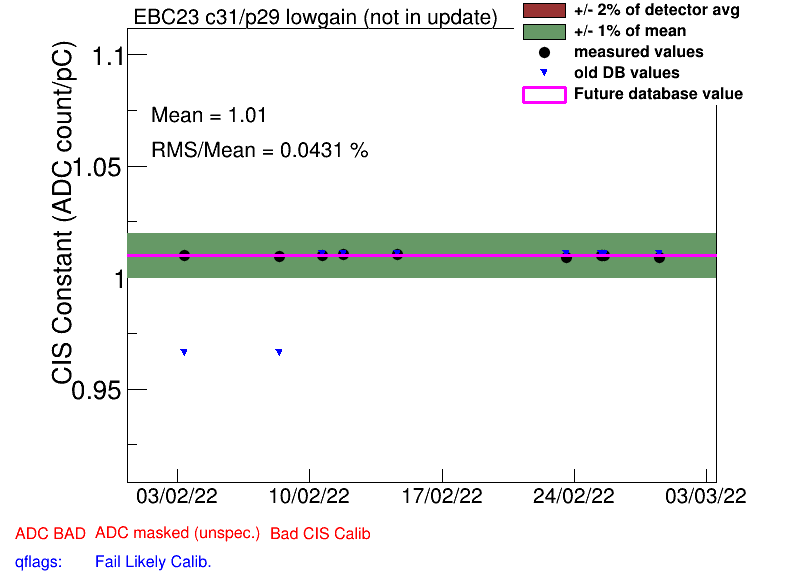 EBC23 c31/p29 lowgain (not in update)
+/- 2% of detector avg
+/- 1% of mean
measured values
old DB values
Future database value
CIS Constant (ADC count/pC)
1.1
1.05
1
0.95
Mean = 1.01
RMS/Mean = 0.0431 %
03/02/22 10/02/22 17/02/22 24/02/22 03/03/22
ADC BAD ADC masked (unspec.) Bad CIS Calib
qflags: Fail Likely Calib.